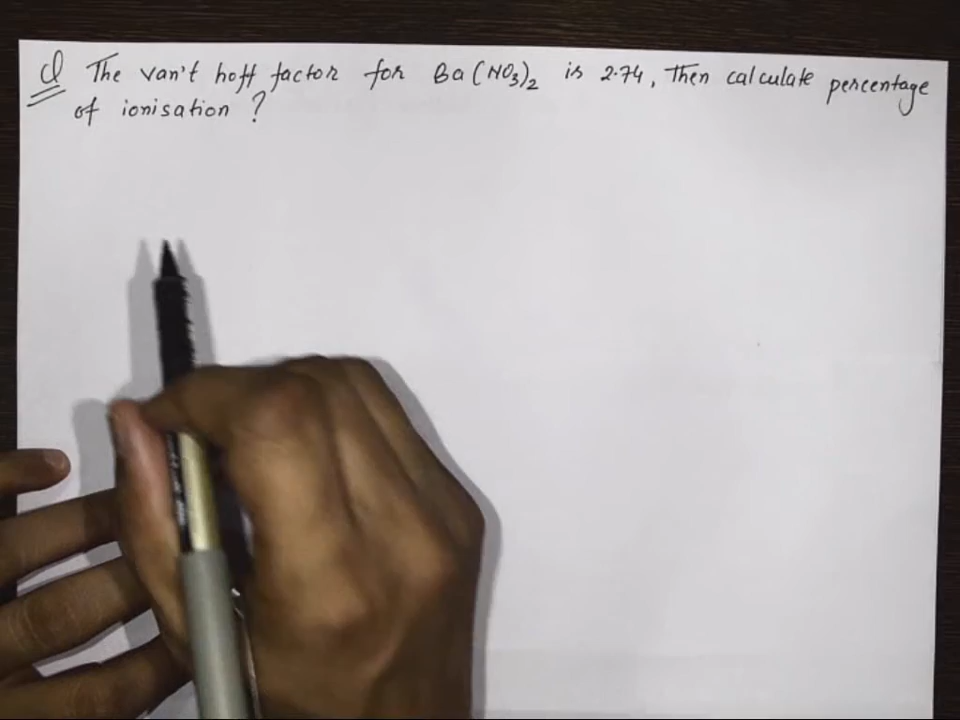 Q The van't hoff factor for Ba(NO₃)₂ is 2.74, Then calculate percentage
of ionisation ?